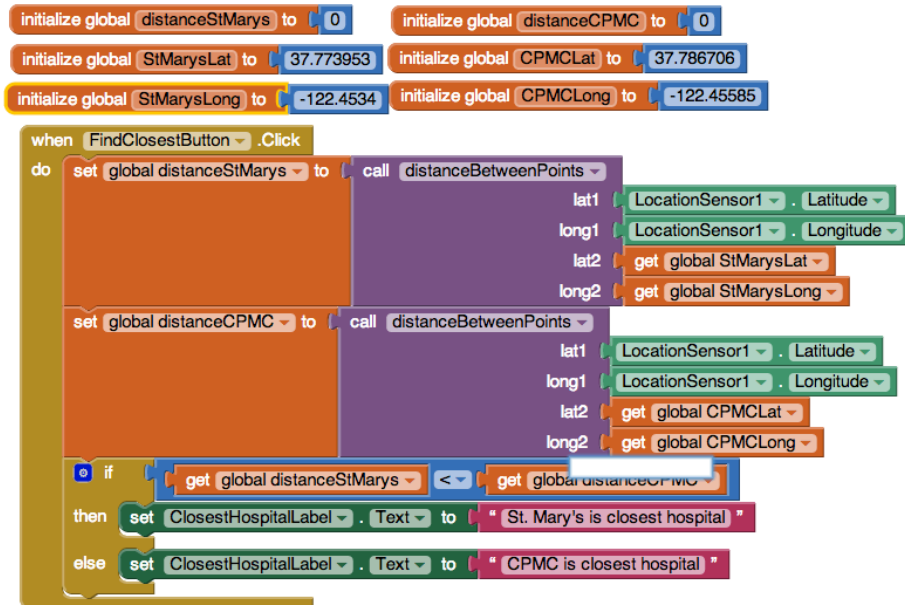 initialize global distanceStMarys to 0
initialize global distanceCPMC to 0
initialize global StMarysLat to 37.773953
initialize global CPMCLat to 37.786706
initialize global StMarysLong to -122.4534
initialize global CPMCLong to -122.45585
when FindClosestButton .Click
do set global distanceStMarys to call distanceBetweenPoints
lat1 LocationSensor1 . Latitude
long1 LocationSensor1 . Longitude
lat2 get global StMarysLat
long2 get global StMarysLong
set global distanceCPMC to call distanceBetweenPoints
lat1 LocationSensor1 . Latitude
long1 LocationSensor1 . Longitude
lat2 get global CPMCLat
long2 get global CPMCLong
if get global distanceStMarys < get global distanceCPMC
then set ClosestHospitalLabel . Text to " St. Mary's is closest hospital "
else set ClosestHospitalLabel . Text to " CPMC is closest hospital "